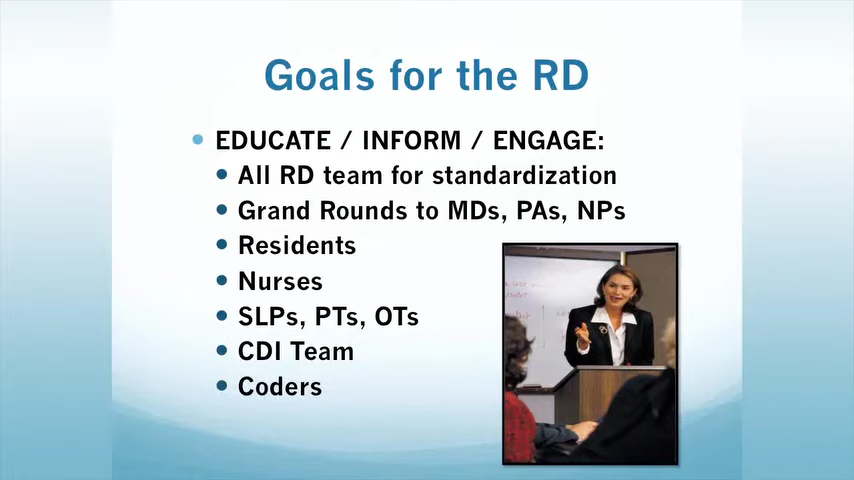 Goals for the RD
EDUCATE / INFORM / ENGAGE:
All RD team for standardization
Grand Rounds to MDs, PAs, NPs
Residents
Nurses
SLPs, PTs, OTs
CDI Team
Coders